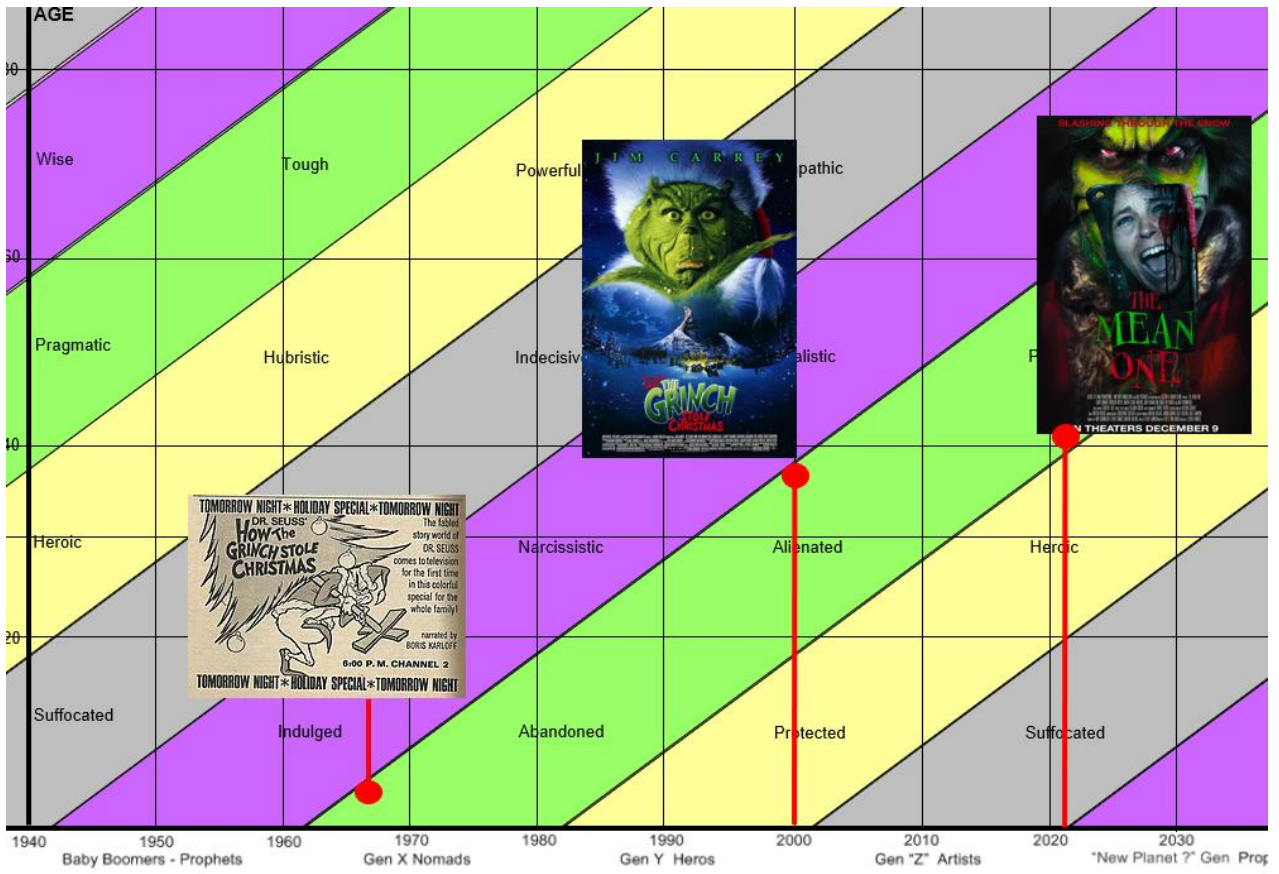 AGE
80
Wise
Tough
Powerful
pathic
60
Pragmatic
Hubristic
Indecisiv
alistic
40
Heroic
Narcissistic
Alienated
Heroic
20
Suffocated
Indulged
Abandoned
Protected
Suffocated
JIM CARREY
THE
GRINCH
STOLE
CHRISTMAS
SLASHING THROUGH THE SNOW
THE
MEAN
ONE
N THEATERS DECEMBER 9
TOMORROW NIGHT*HOLIDAY SPECIAL*TOMORROW NIGHT
DR. SEUSS'
HOW THE
GRINCH STOLE
CHRISTMAS
The fabled
story world of
DR. SEUSS
comes to television
for the first time
in this colorful
special for the
whole family!
narrated by
BORIS KARLOFF
6:00 P.M. CHANNEL 2
TOMORROW NIGHT*HOLIDAY SPECIAL*TOMORROW NIGHT
1940 1950 1960 1970 1980 1990 2000 2010 2020 2030
Baby Boomers - Prophets Gen X Nomads Gen Y Heros Gen "Z" Artists "New Planet ?" Gen Prop